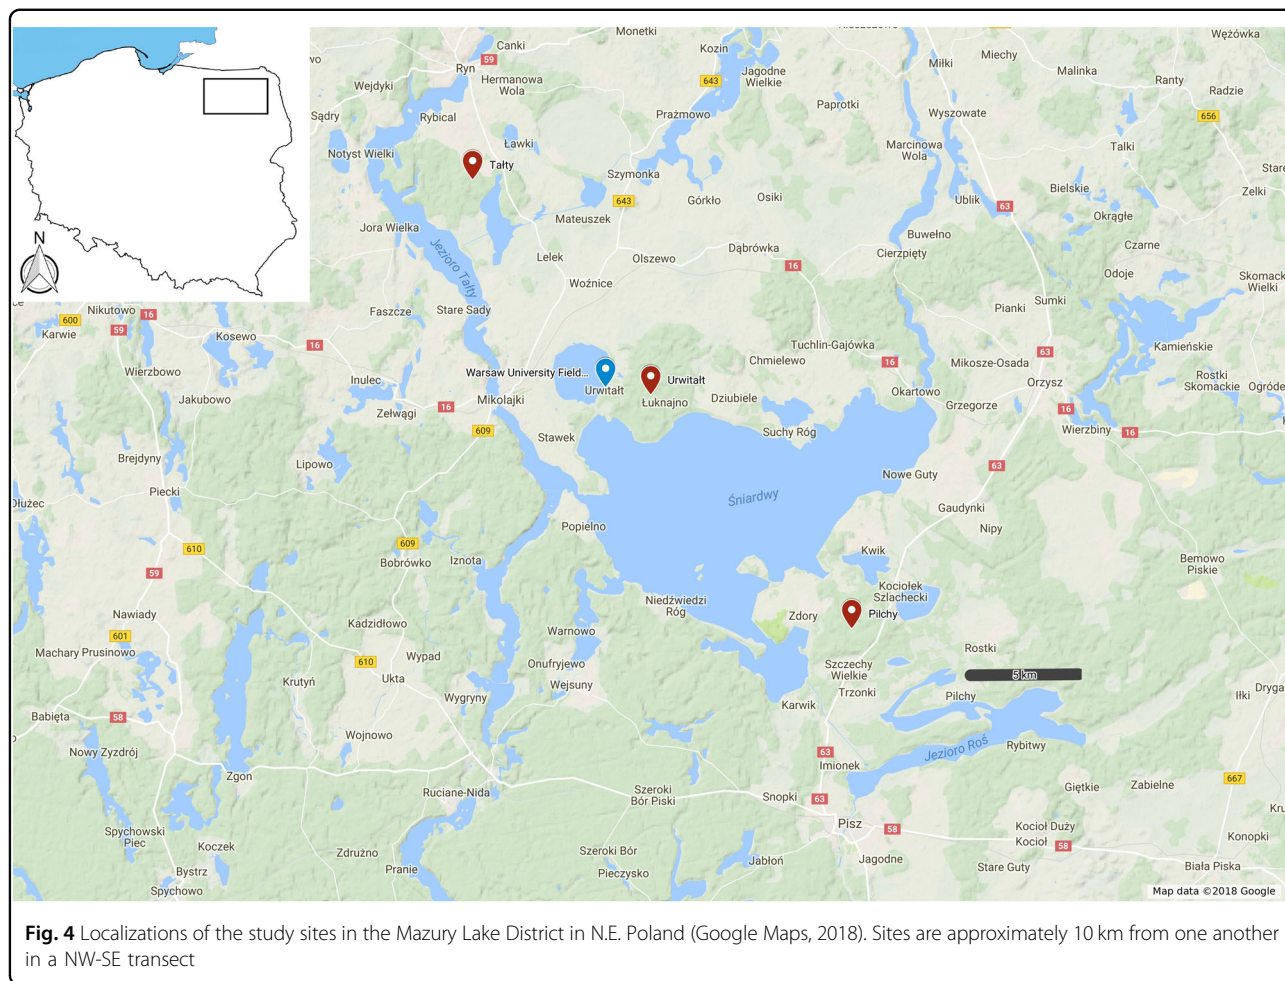 Monetki
Kozin
Canki
59
Ryn
Hermanowa
Wola
Wejdyki
Jagodne
Wielkie
643
Miłki
Miechy
Malinka
Wężówka
Ranty
Radzie
656
Sądry
Rybical
Prażmowo
Paprotki
Wyszowate
Notyst Wielki
Ławki
Tałty
Marcinowa
Wola
Talki
Stare
Szymonka
643
Górkło
Osiki
Ublik
63
Bielskie
Zelki
Okrągłe
Jora Wielka
Mateuszek
Buwełno
Jezioro Tałty
Lelek
Olszewo
Dąbrówka
16
Cierzpięty
Czarne
Odoje
Skomack
Wielki
Woźnice
N
Nikutowo
16
600
Karwie
59
Kosewo
Faszcze
Stare Sady
Pianki
Sumki
16
Wierzbowo
Inulec
Warsaw University Field...
Urwitałt
Urwitałt
Łuknajno
Tuchlin-Gajówka
Chmielewo
16
Mikosze-Osada
63
Kamieńskie
Rostki
Skomackie
Ogróde
Jakubowo
Zełwągi
16
Mikołajki
Dziubiele
Okartowo
Grzegorze
Orzysz
16
Wierzbiny
16
609
Stawek
Suchy Róg
Brejdyny
Lipowo
63
Nowe Guty
Piecki
Śniardwy
Gaudynki
Nipy
Popielno
610
609
Bobrówko
Iznota
Kwik
Bemowo
Piskie
59
Kociołek
Szlachecki
Nawiady
Niedźwiedzi
Róg
Zdory
Pilchy
601
Kadzidłowo
Warnowo
Machary
Prusinowo
Wypad
Onufryjewo
Rostki
610
Szczechy
Wielkie
5 km
Krutyń
Ukta
Wejsuny
Trzonki
Pilchy
Wygryny
Karwik
Iłki
Dryga
Babięta
58
Wojnowo
Jezioro Roś
Rybitwy
Nowy Zyzdrój
63
Imionek
Zgon
Ruciane-Nida
Szeroki
Bór Piski
Snopki
63
Giętkie
Zabielne
667
Spychowski
Piec
Pisz
58
Kocioł Duży
Kocioł
58
Konopki
Koczek
Zdrużno
Szeroki Bór
Bystrz
Pranie
Pieczysko
Jabłoń
Jagodne
Stare Guty
Biała Piska
Spychowo
Map data ©2018 Google
Fig. 4 Localizations of the study sites in the Mazury Lake District in N.E. Poland (Google Maps, 2018). Sites are approximately 10 km from one another
in a NW-SE transect